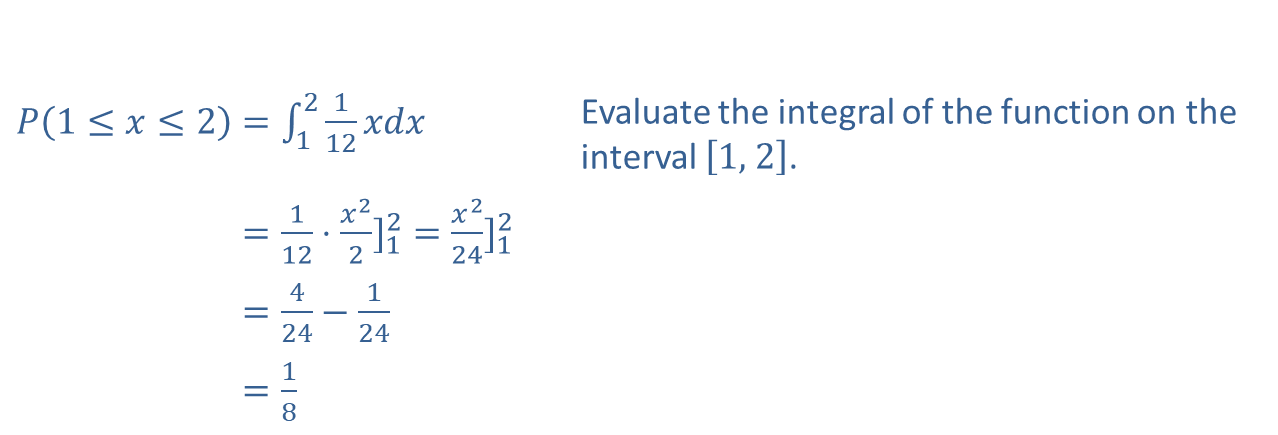 P(1 ≤ x ≤ 2) = ∫₁² 1/12 xdx
Evaluate the integral of the function on the
interval [1, 2].
= 1/12 · x²/2]₁² = x²/24]₁²
= 4/24 − 1/24
= 1/8